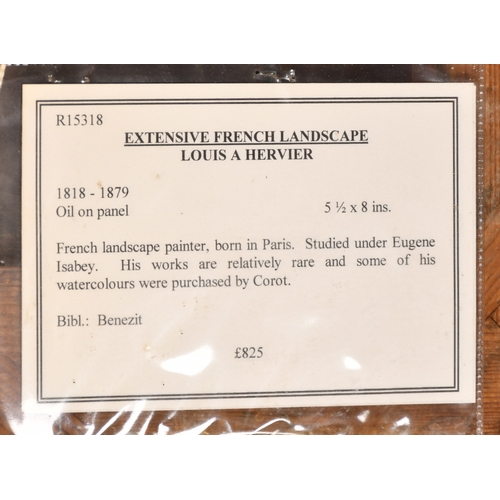 R15318
EXTENSIVE FRENCH LANDSCAPE
LOUIS A HERVIER
1818 - 1879
Oil on panel 5 ½ x 8 ins.
French landscape painter, born in Paris. Studied under Eugene
Isabey. His works are relatively rare and some of his
watercolours were purchased by Corot.
Bibl.: Benezit
£825